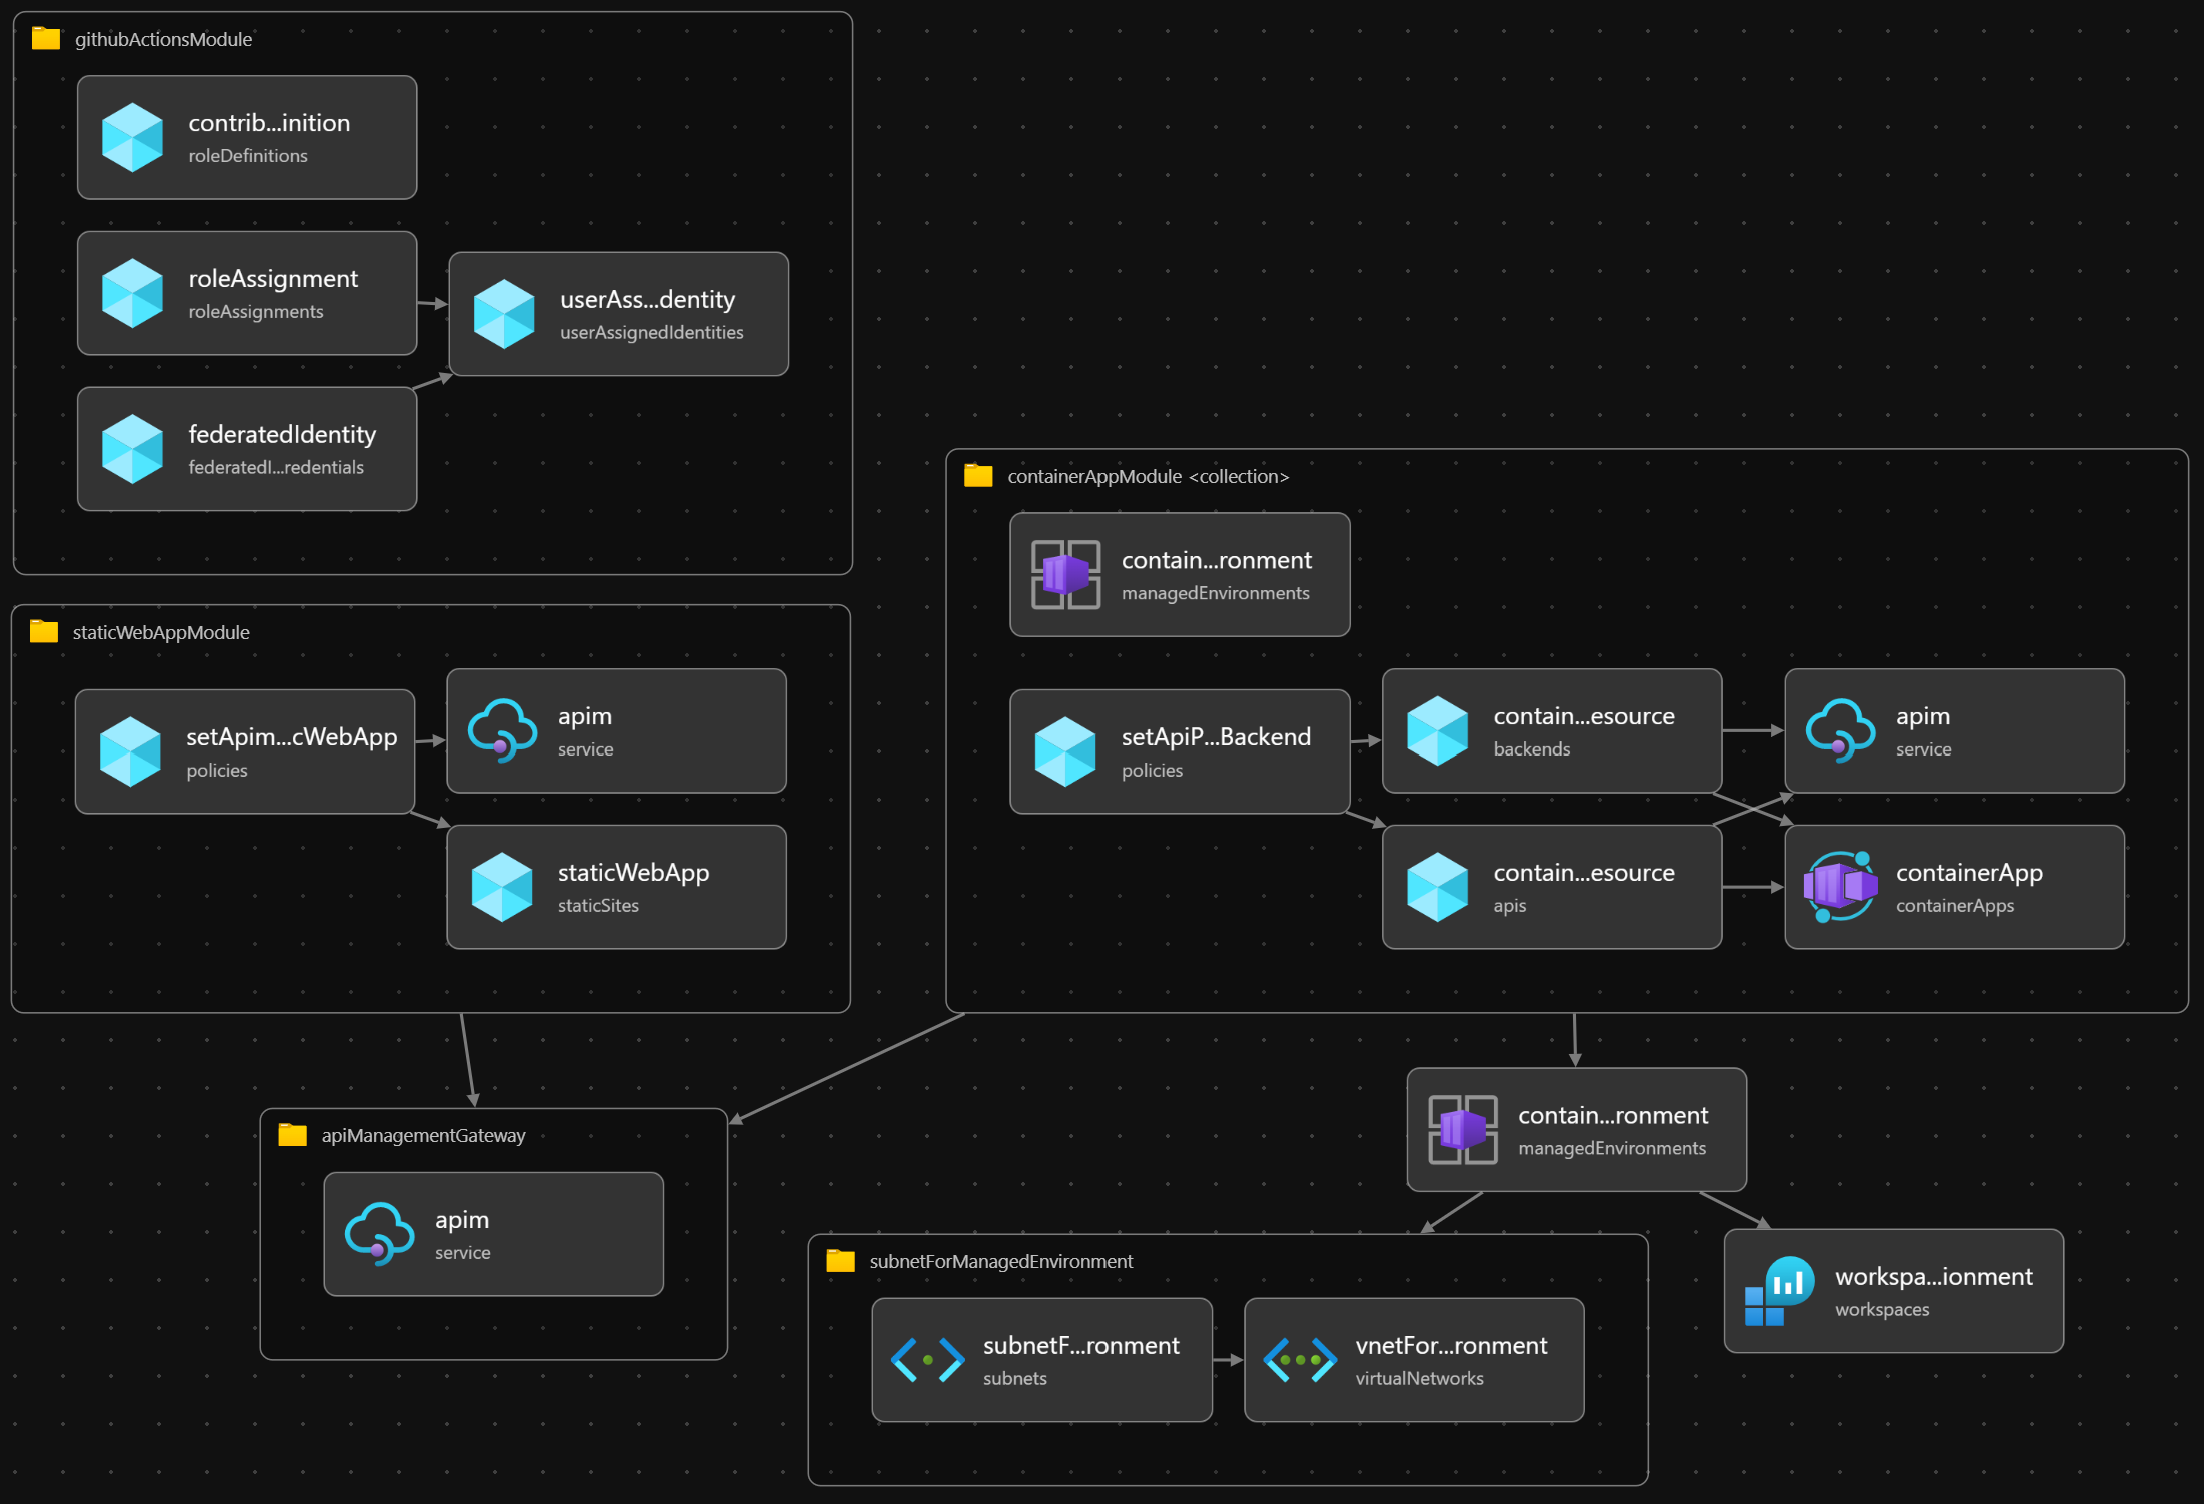 githubActionsModule
contrib...inition
roleDefinitions
roleAssignment
roleAssignments
userAss...dentity
userAssignedIdentities
federatedIdentity
federatedI...redentials
containerAppModule <collection>
contain...ronment
managedEnvironments
staticWebAppModule
setApim...cWebApp
policies
apim
service
staticWebApp
staticSites
setApiP...Backend
policies
contain...esource
backends
apim
service
contain...esource
apis
containerApp
containerApps
apiManagementGateway
apim
service
contain...ronment
managedEnvironments
subnetForManagedEnvironment
subnetF...ronment
subnets
vnetFor...ronment
virtualNetworks
workspa...ionment
workspaces